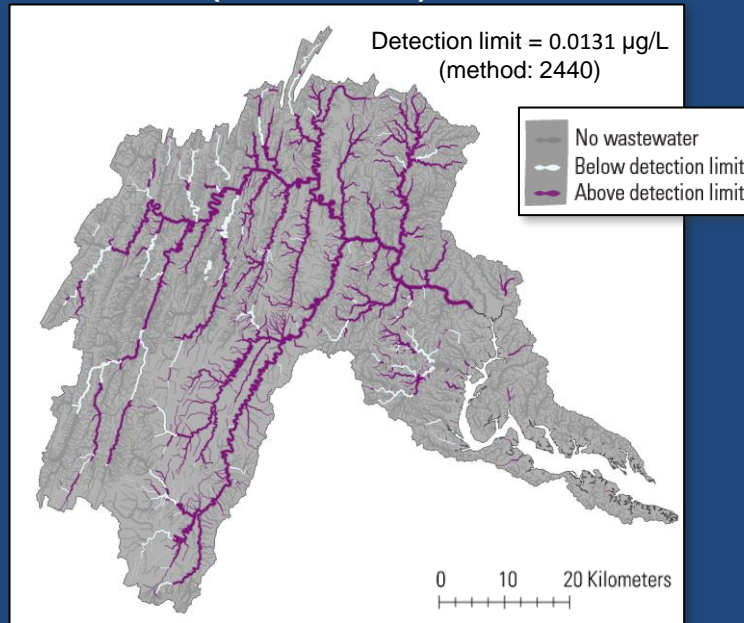 Detection limit = 0.0131 µg/L
(method: 2440)
No wastewater
Below detection limit
Above detection limit
0 10 20 Kilometers